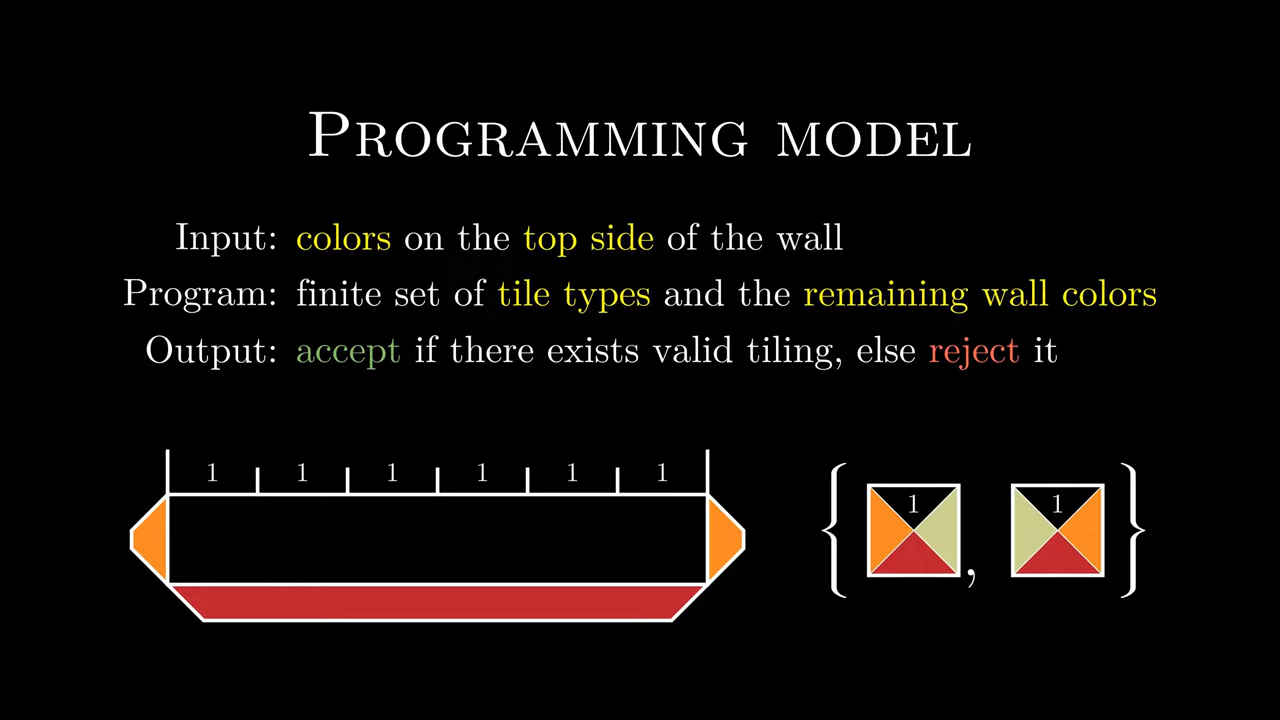 PROGRAMMING MODEL
Input: colors on the top side of the wall
Program: finite set of tile types and the remaining wall colors
Output: accept if there exists valid tiling, else reject it
1 1 1 1 1 1
{ 1 , 1 }